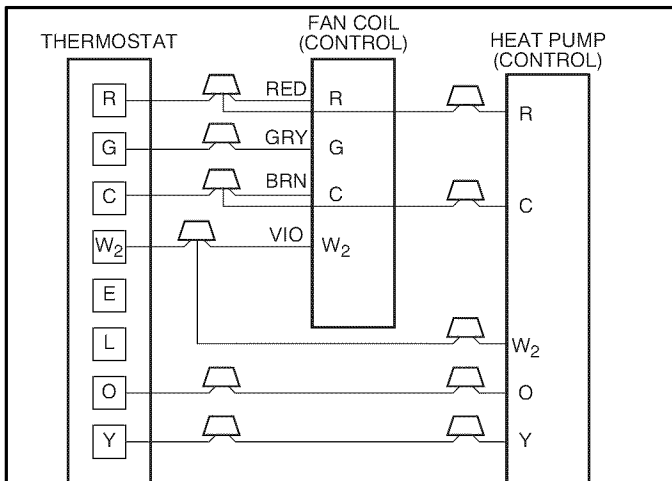 THERMOSTAT
FAN COIL
(CONTROL)
HEAT PUMP
(CONTROL)
R RED R R
G GRY G
C BRN C C
W2 VIO W2
E
L W2
O O
Y Y